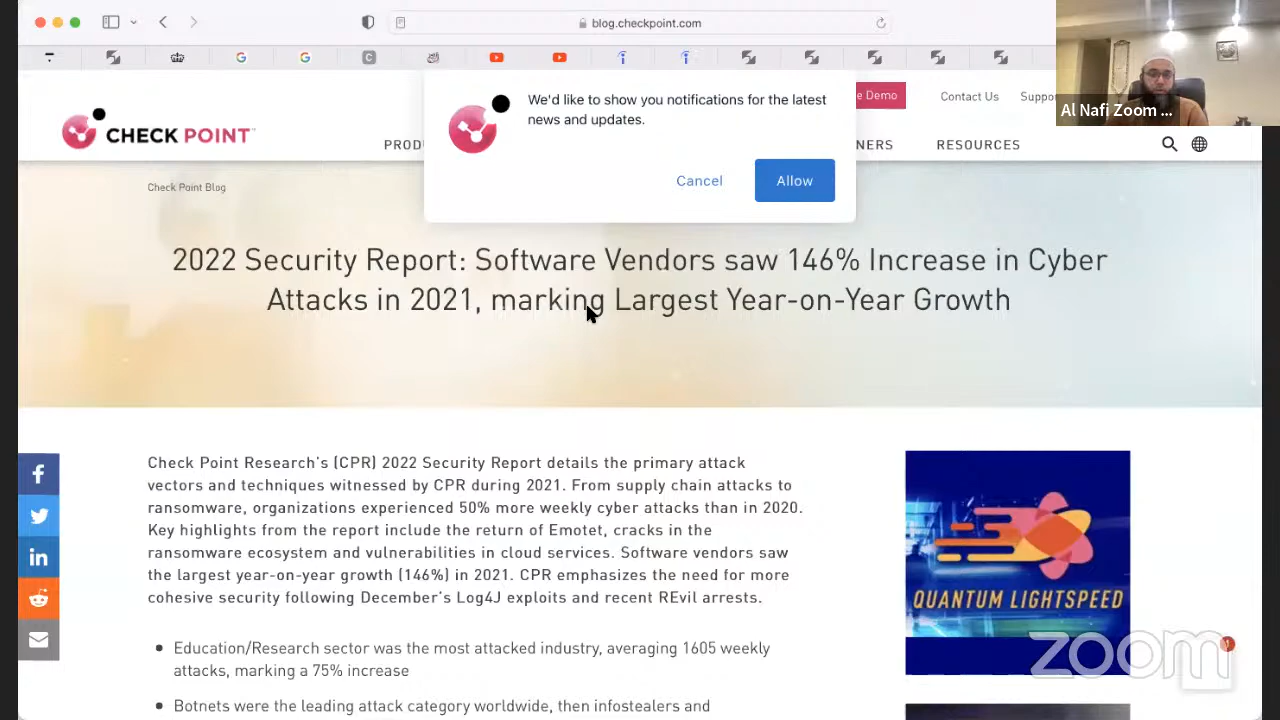 blog.checkpoint.com
C
We'd like to show you notifications for the latest
news and updates.
Cancel
Allow
e Demo
Contact Us
Suppo
Al Nafi Zoom ...
CHECK POINT
PRODU
NERS
RESOURCES
Check Point Blog
2022 Security Report: Software Vendors saw 146% Increase in Cyber
Attacks in 2021, marking Largest Year-on-Year Growth
Check Point Research's (CPR) 2022 Security Report details the primary attack
vectors and techniques witnessed by CPR during 2021. From supply chain attacks to
ransomware, organizations experienced 50% more weekly cyber attacks than in 2020.
Key highlights from the report include the return of Emotet, cracks in the
ransomware ecosystem and vulnerabilities in cloud services. Software vendors saw
the largest year-on-year growth (146%) in 2021. CPR emphasizes the need for more
cohesive security following December's Log4J exploits and recent REvil arrests.
Education/Research sector was the most attacked industry, averaging 1605 weekly
attacks, marking a 75% increase
Botnets were the leading attack category worldwide, then infostealers and
QUANTUM LIGHTSPEED
zoom
1